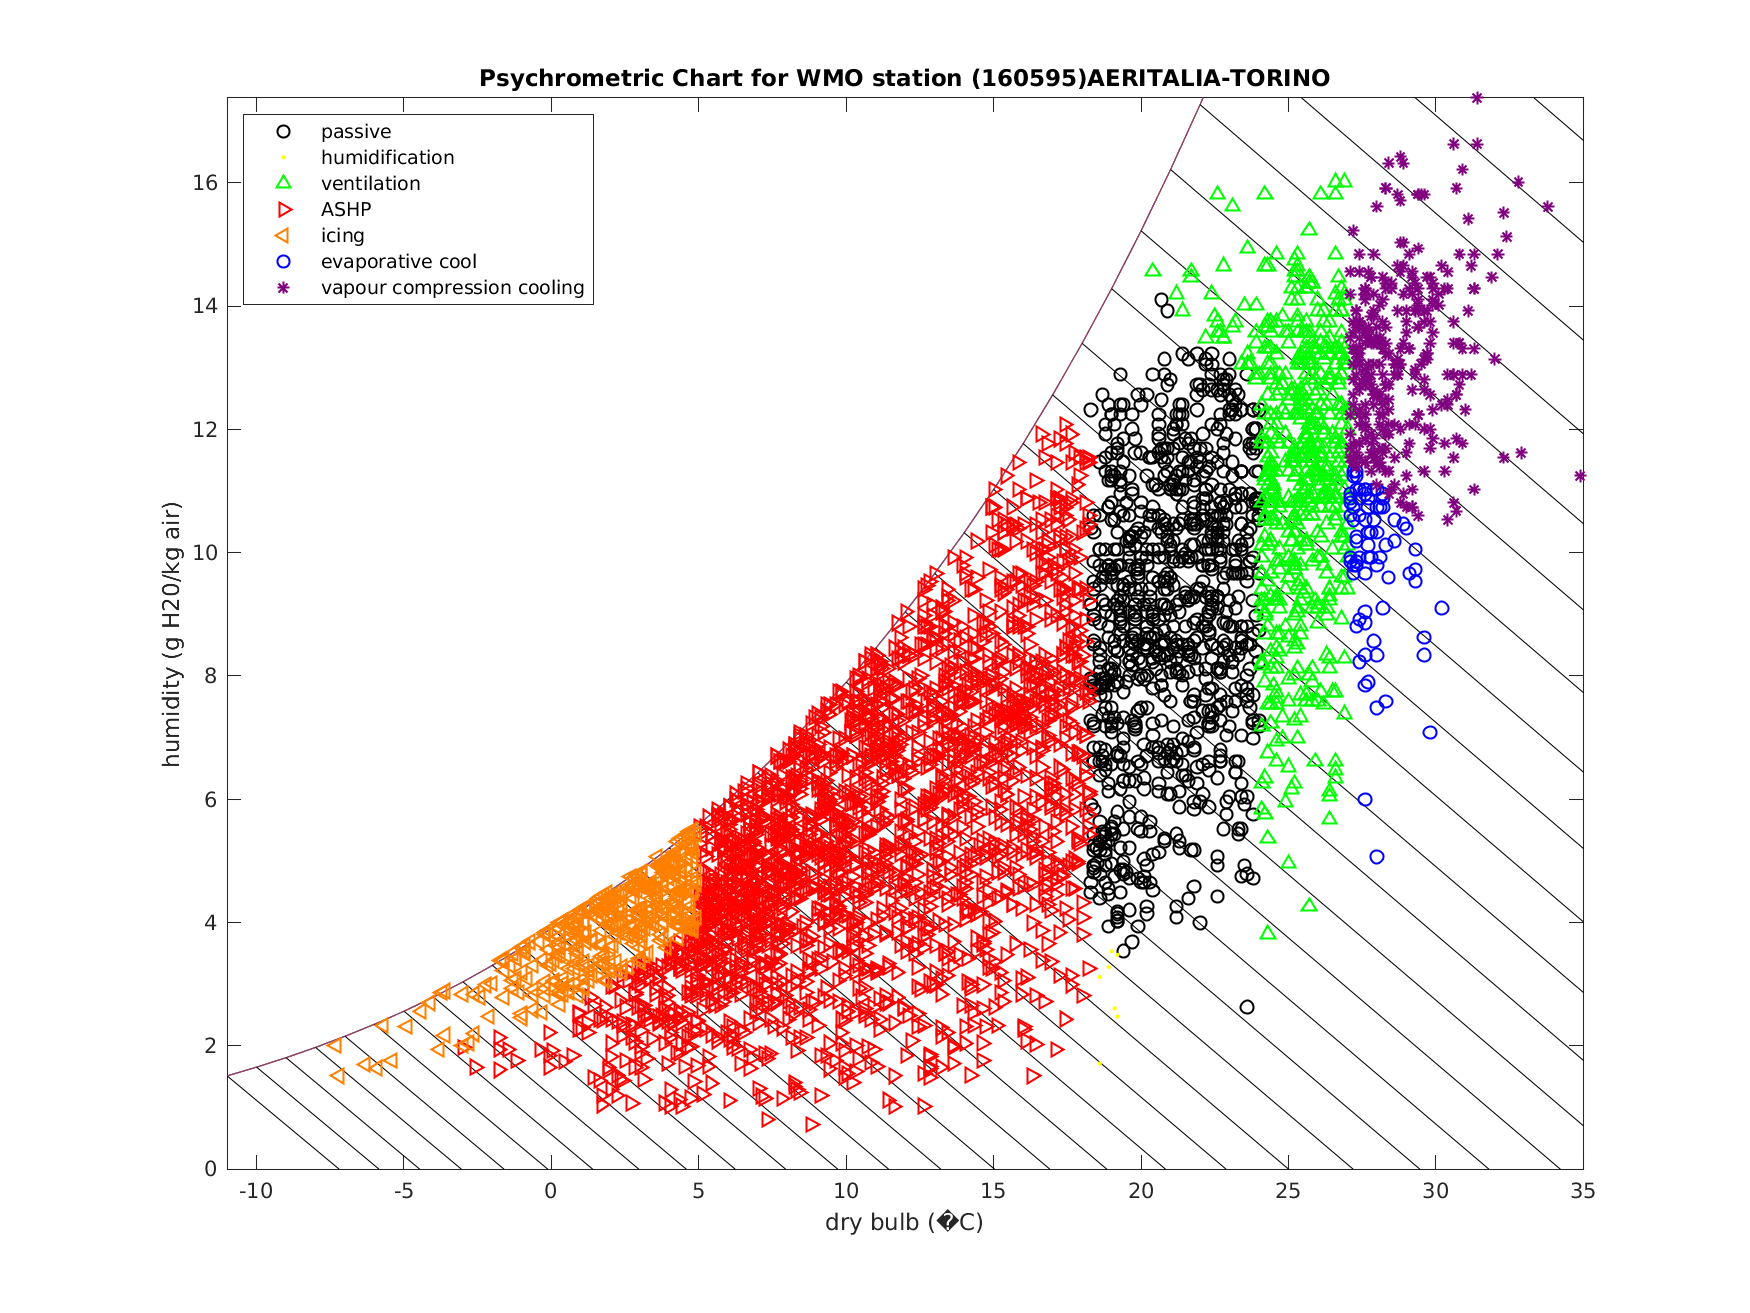 Psychrometric Chart for WMO station (160595)AERITALIA-TORINO
passive
humidification
ventilation
ASHP
icing
evaporative cool
vapour compression cooling
humidity (g H20/kg air)
16
14
12
10
8
6
4
2
0
-10 -5 0 5 10 15 20 25 30 35
dry bulb (�C)